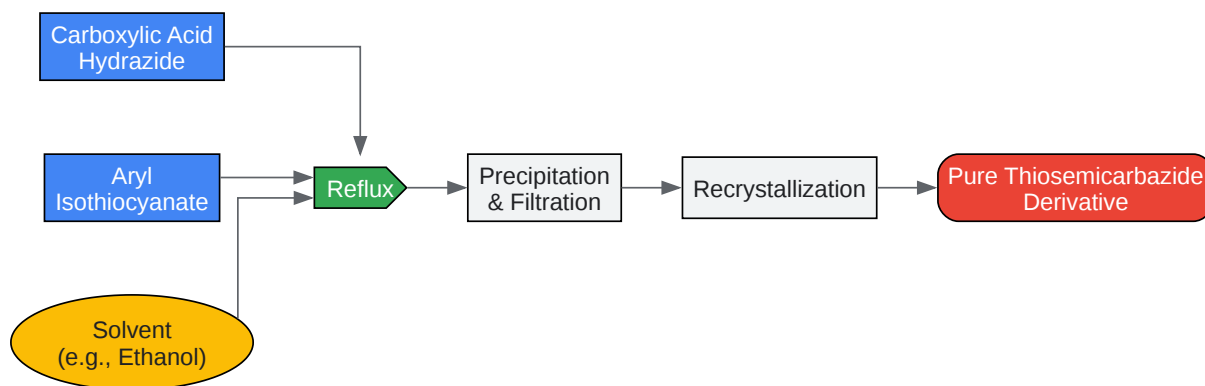 Carboxylic Acid
Hydrazide
Aryl
Isothiocyanate
Solvent
(e.g., Ethanol)
Reflux
Precipitation
& Filtration
Recrystallization
Pure Thiosemicarbazide
Derivative